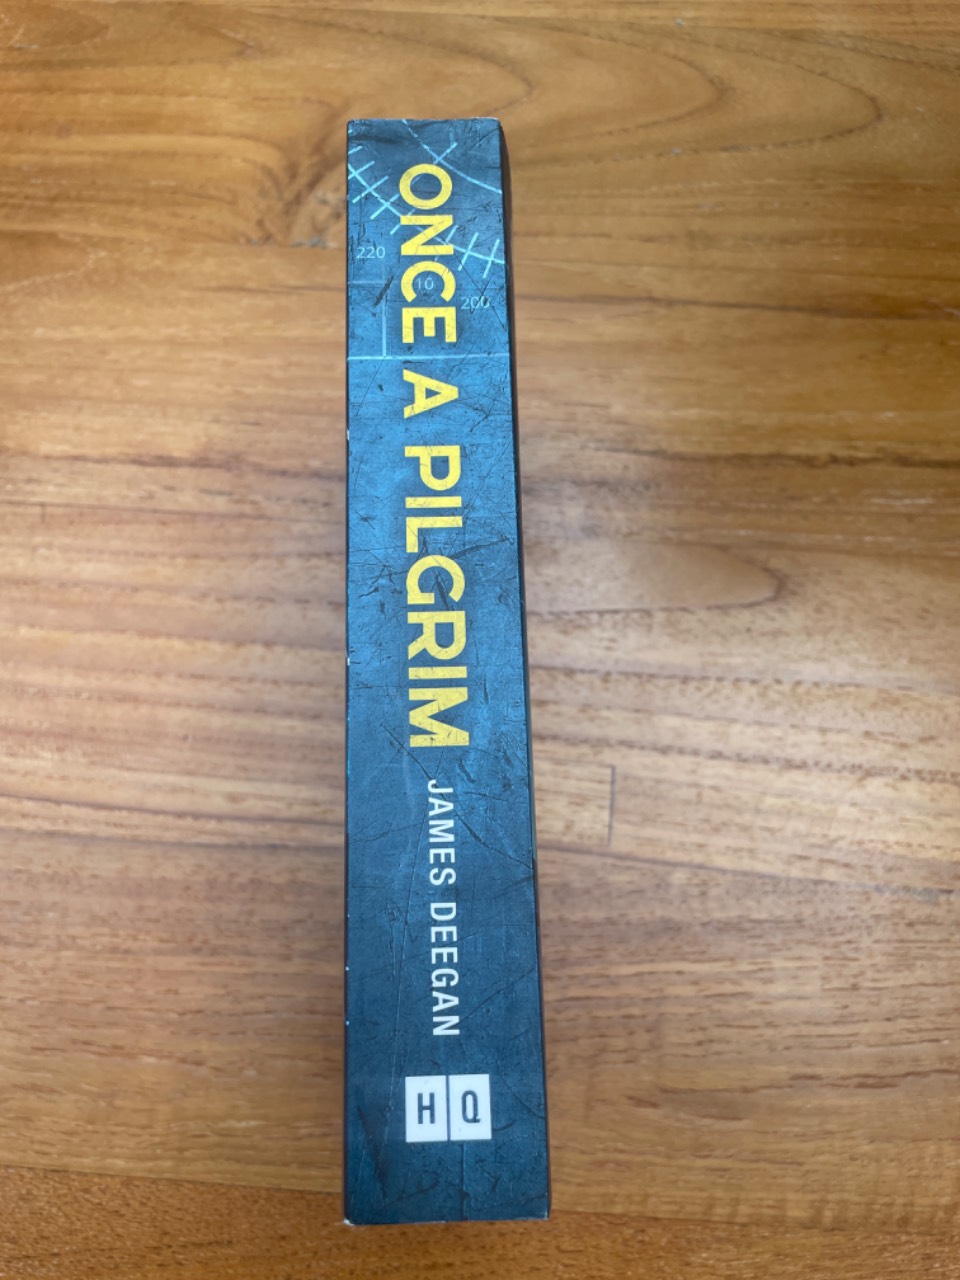 ONCE A PILGRIM
JAMES DEEGAN
HQ
220
10
200